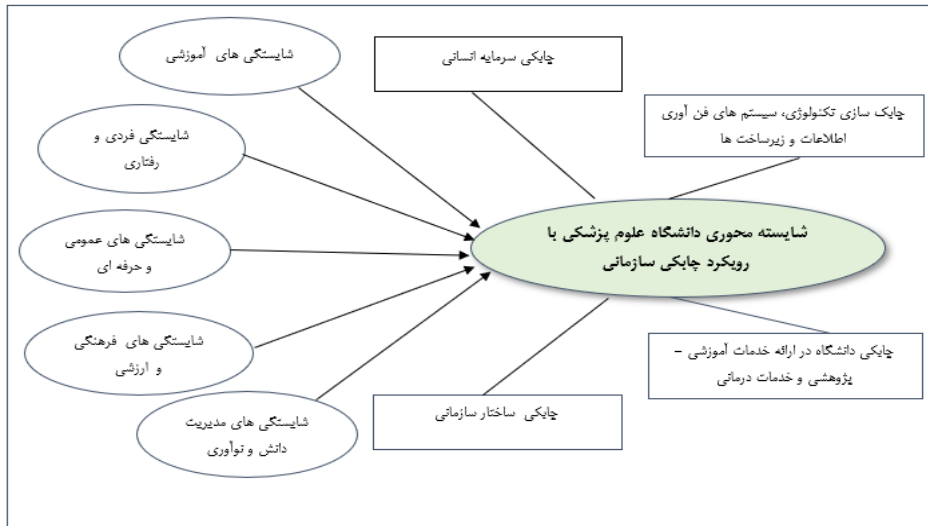 شایستگی های آموزشی
چابکی سرمایه انسانی
چابک سازی تکنولوژی، سیستم های فن آوری
اطلاعات و زیرساخت ها
شایستگی فردی و
رفتاری
شایسته محوری دانشگاه علوم پزشکی با
رویکرد چابکی سازمانی
شایستگی های عمومی
و حرفه ای
شایستگی های فرهنگی
و ارزشی
چابکی دانشگاه در ارائه خدمات آموزشی –
پژوهشی و خدمات درمانی
چابکی ساختار سازمانی
شایستگی های مدیریت
دانش و نوآوری